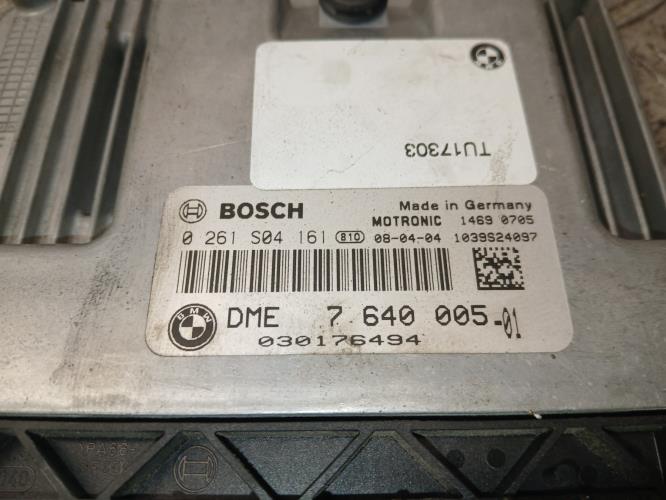 TU17303
BOSCH
Made in Germany
MOTRONIC 1469 0705
0 261 S04 161 810 08-04-04 1039S24097
BMW
DME 7 640 005-01
030176494